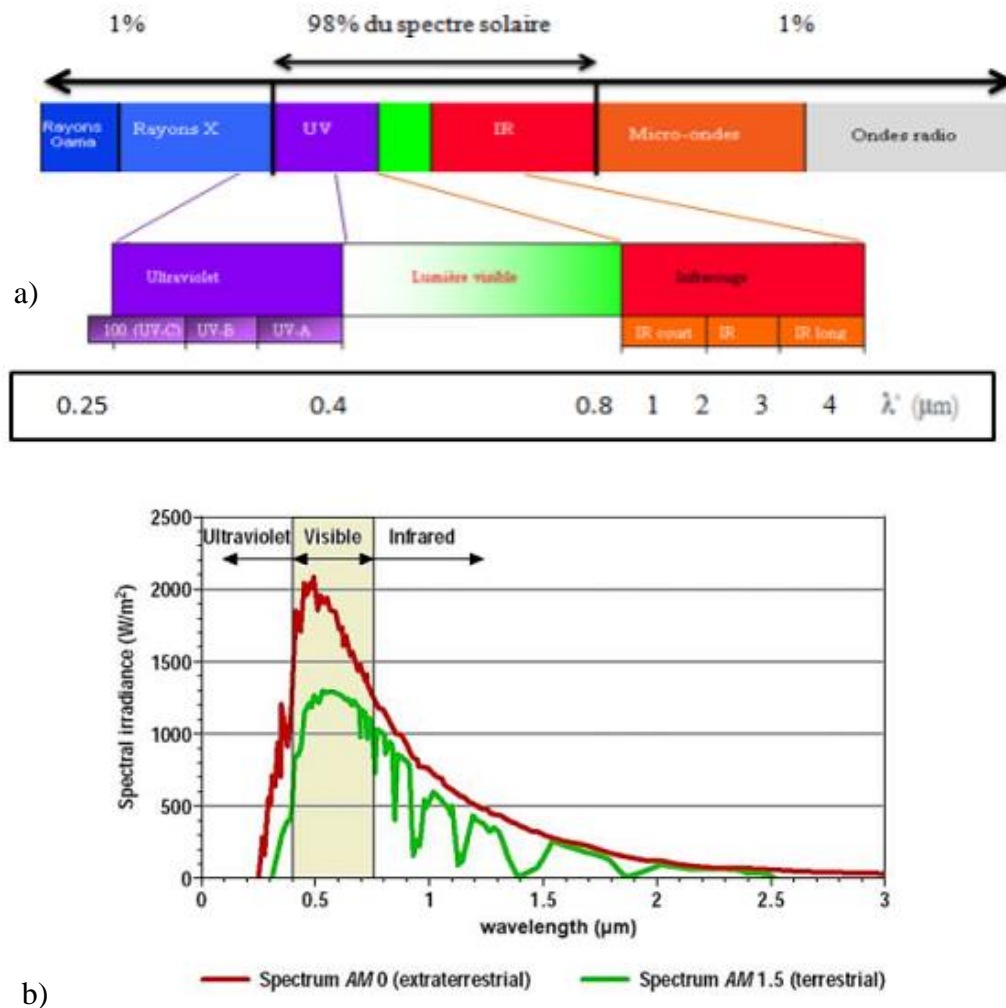 1% 98% du spectre solaire 1%
Rayons Gama Rayons X UV IR Micro-ondes Ondes radio
a)
Ultraviolet Lumière visible Infrarouge
100 (UV-C) UV-B UV-A IR court IR IR long
0.25 0.4 0.8 1 2 3 4 λ (µm)
Ultraviolet Visible Infrared
Spectral irradiance (W/m²)
2500
2000
1500
1000
500
0
0 0.5 1 1.5 2 2.5 3
wavelength (µm)
Spectrum AM 0 (extraterrestrial) Spectrum AM 1.5 (terrestrial)
b)